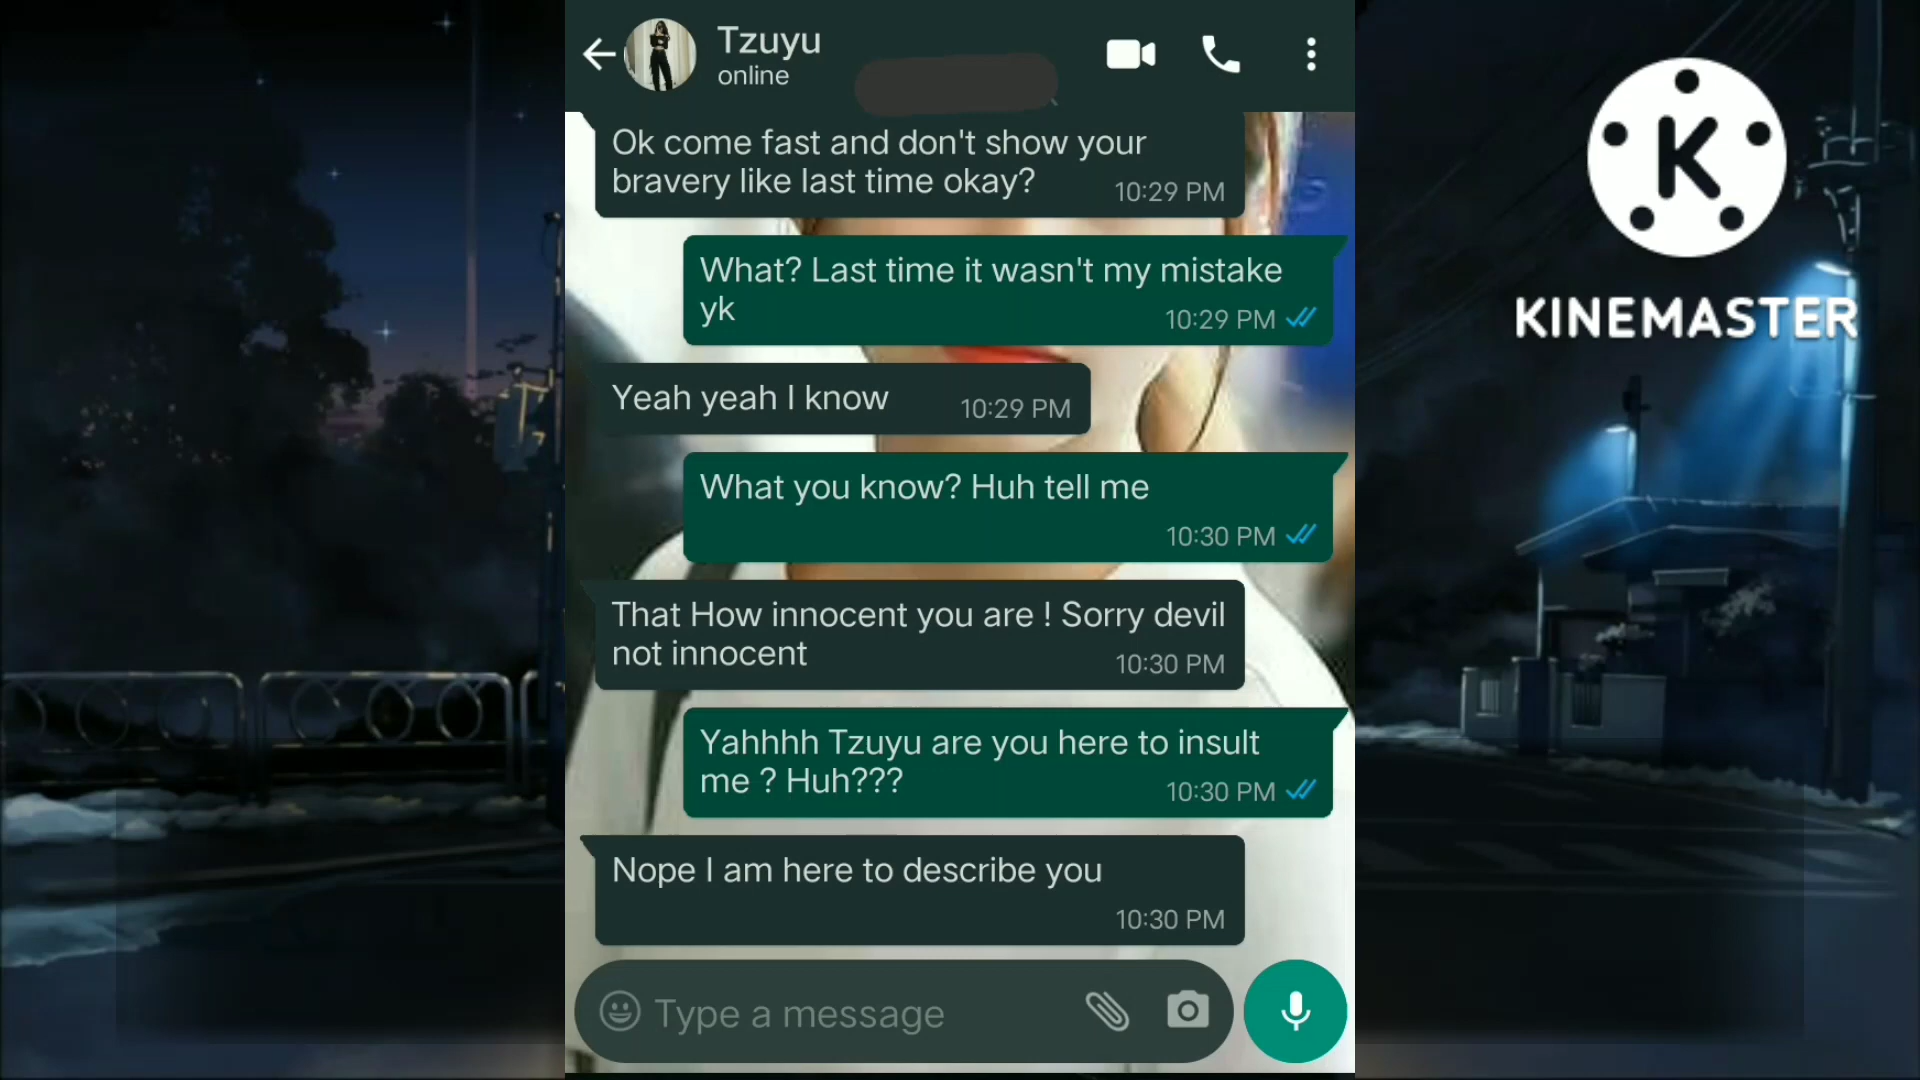 Tzuyu
online
Ok come fast and don't show your
bravery like last time okay?
10:29 PM
What? Last time it wasn't my mistake
yk
10:29 PM
Yeah yeah I know
10:29 PM
What you know? Huh tell me
10:30 PM
That How innocent you are ! Sorry devil
not innocent
10:30 PM
Yahhhh Tzuyu are you here to insult
me ? Huh???
10:30 PM
Nope I am here to describe you
10:30 PM
Type a message
K
KINEMASTER